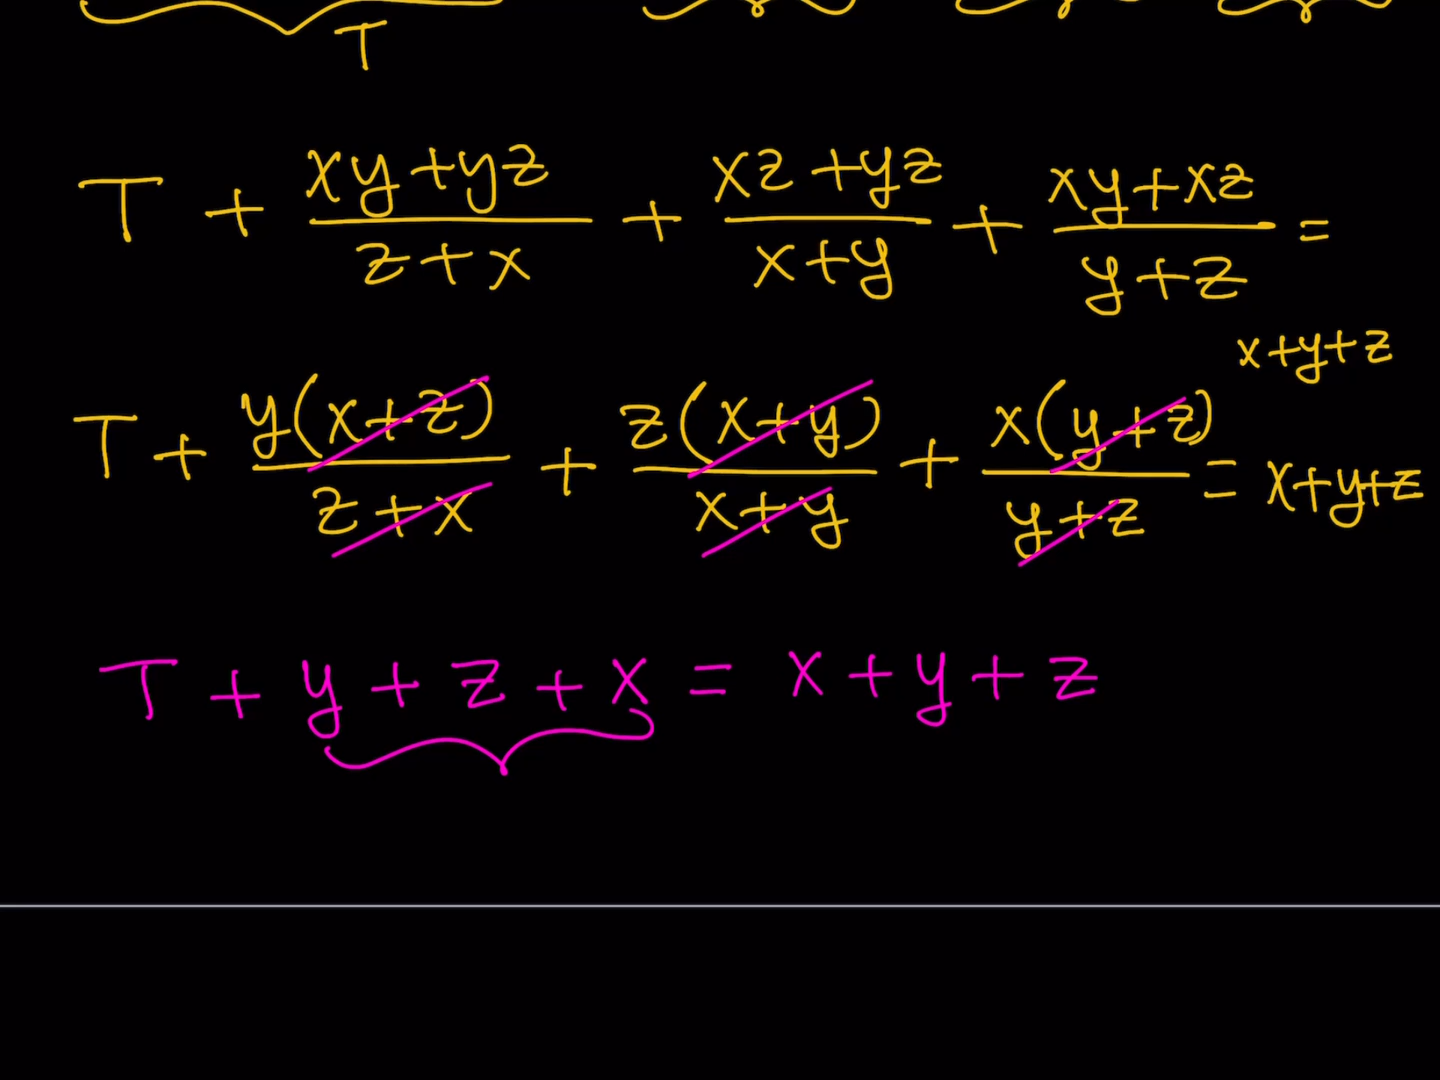 T
T + (xy+yz)/(z+x) + (xz+yz)/(x+y) + (xy+xz)/(y+z) =
x+y+z
T + y(x+z)/(z+x) + z(x+y)/(x+y) + x(y+z)/(y+z) = x+y+z
T + y + z + x = x + y + z